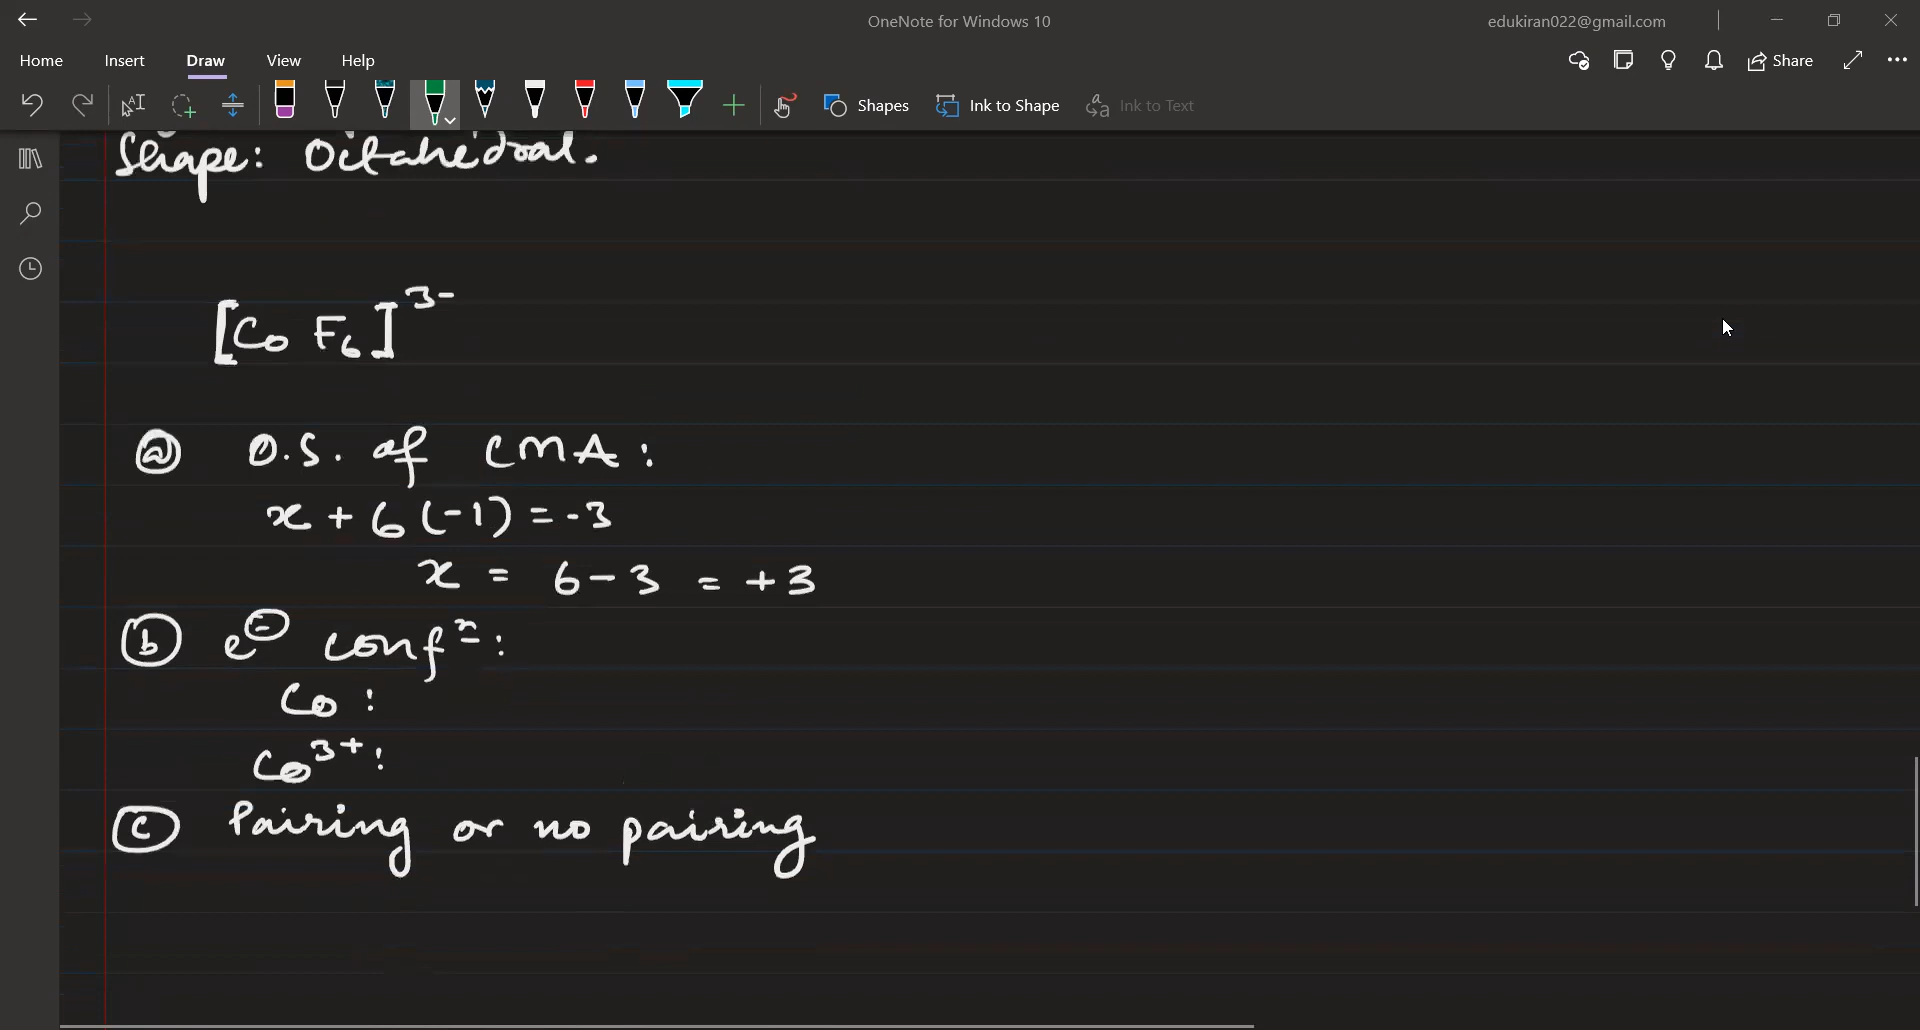 OneNote for Windows 10
edukiran022@gmail.com
Home Insert Draw View Help
Share
Shapes Ink to Shape Ink to Text
Shape: Octahedral.
[Co F₆]³⁻
ⓐ O.S. of CMA:
x + 6 (-1) = -3
x = 6 - 3 = +3
ⓑ e⊖ confⁿ:
Co :
Co³⁺:
ⓒ Pairing or no pairing